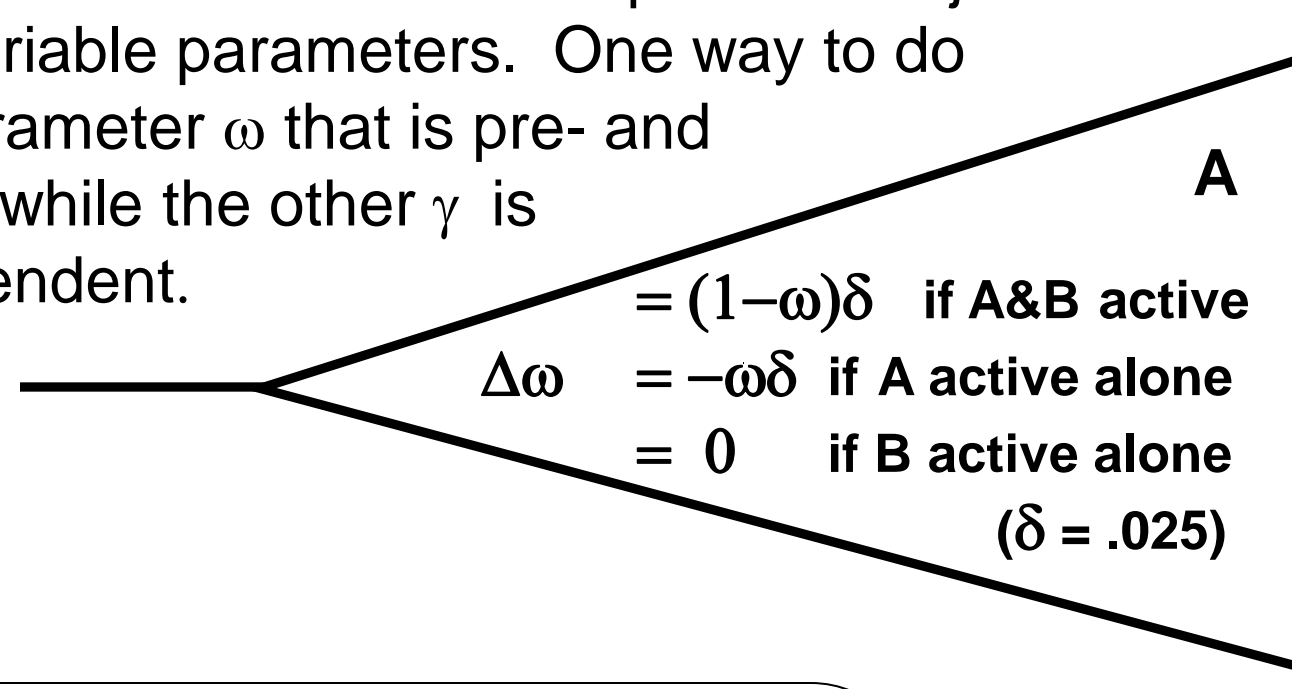 riable parameters. One way to do
rameter ω that is pre- and
while the other γ is
endent.
A
= (1−ω)δ if A&B active
Δω = −ωδ if A active alone
= 0 if B active alone
(δ = .025)